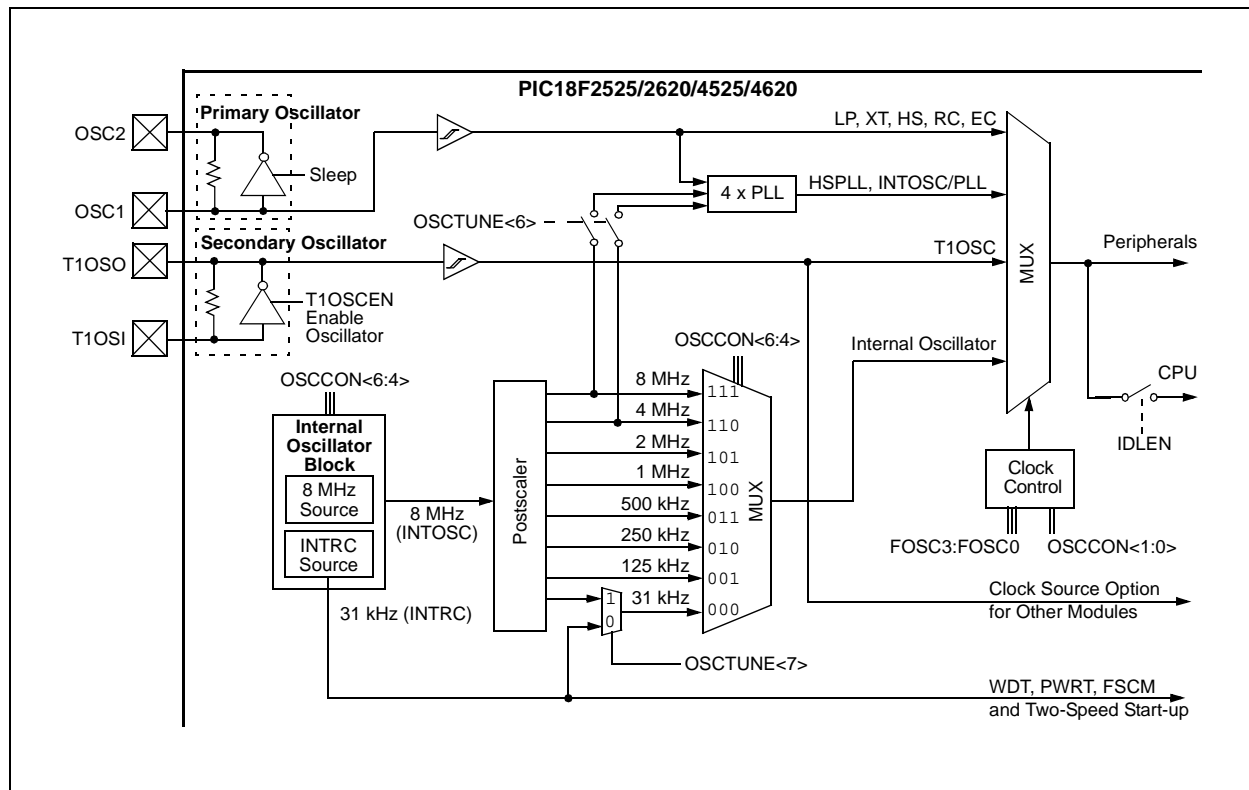 PIC18F2525/2620/4525/4620
Primary Oscillator
OSC2
Sleep
OSC1
LP, XT, HS, RC, EC
4 x PLL
HSPLL, INTOSC/PLL
OSCTUNE<6>
Secondary Oscillator
T1OSO
T1OSCEN
Enable
Oscillator
T1OSI
T1OSC
MUX
Peripherals
Internal Oscillator
CPU
IDLEN
Clock
Control
FOSC3:FOSC0
OSCCON<1:0>
Clock Source Option
for Other Modules
OSCCON<6:4>
Internal
Oscillator
Block
8 MHz
Source
INTRC
Source
8 MHz
(INTOSC)
31 kHz (INTRC)
Postscaler
OSCCON<6:4>
8 MHz
111
4 MHz
110
2 MHz
101
1 MHz
100
500 kHz
011
250 kHz
010
125 kHz
001
1
0
31 kHz
000
MUX
OSCTUNE<7>
WDT, PWRT, FSCM
and Two-Speed Start-up